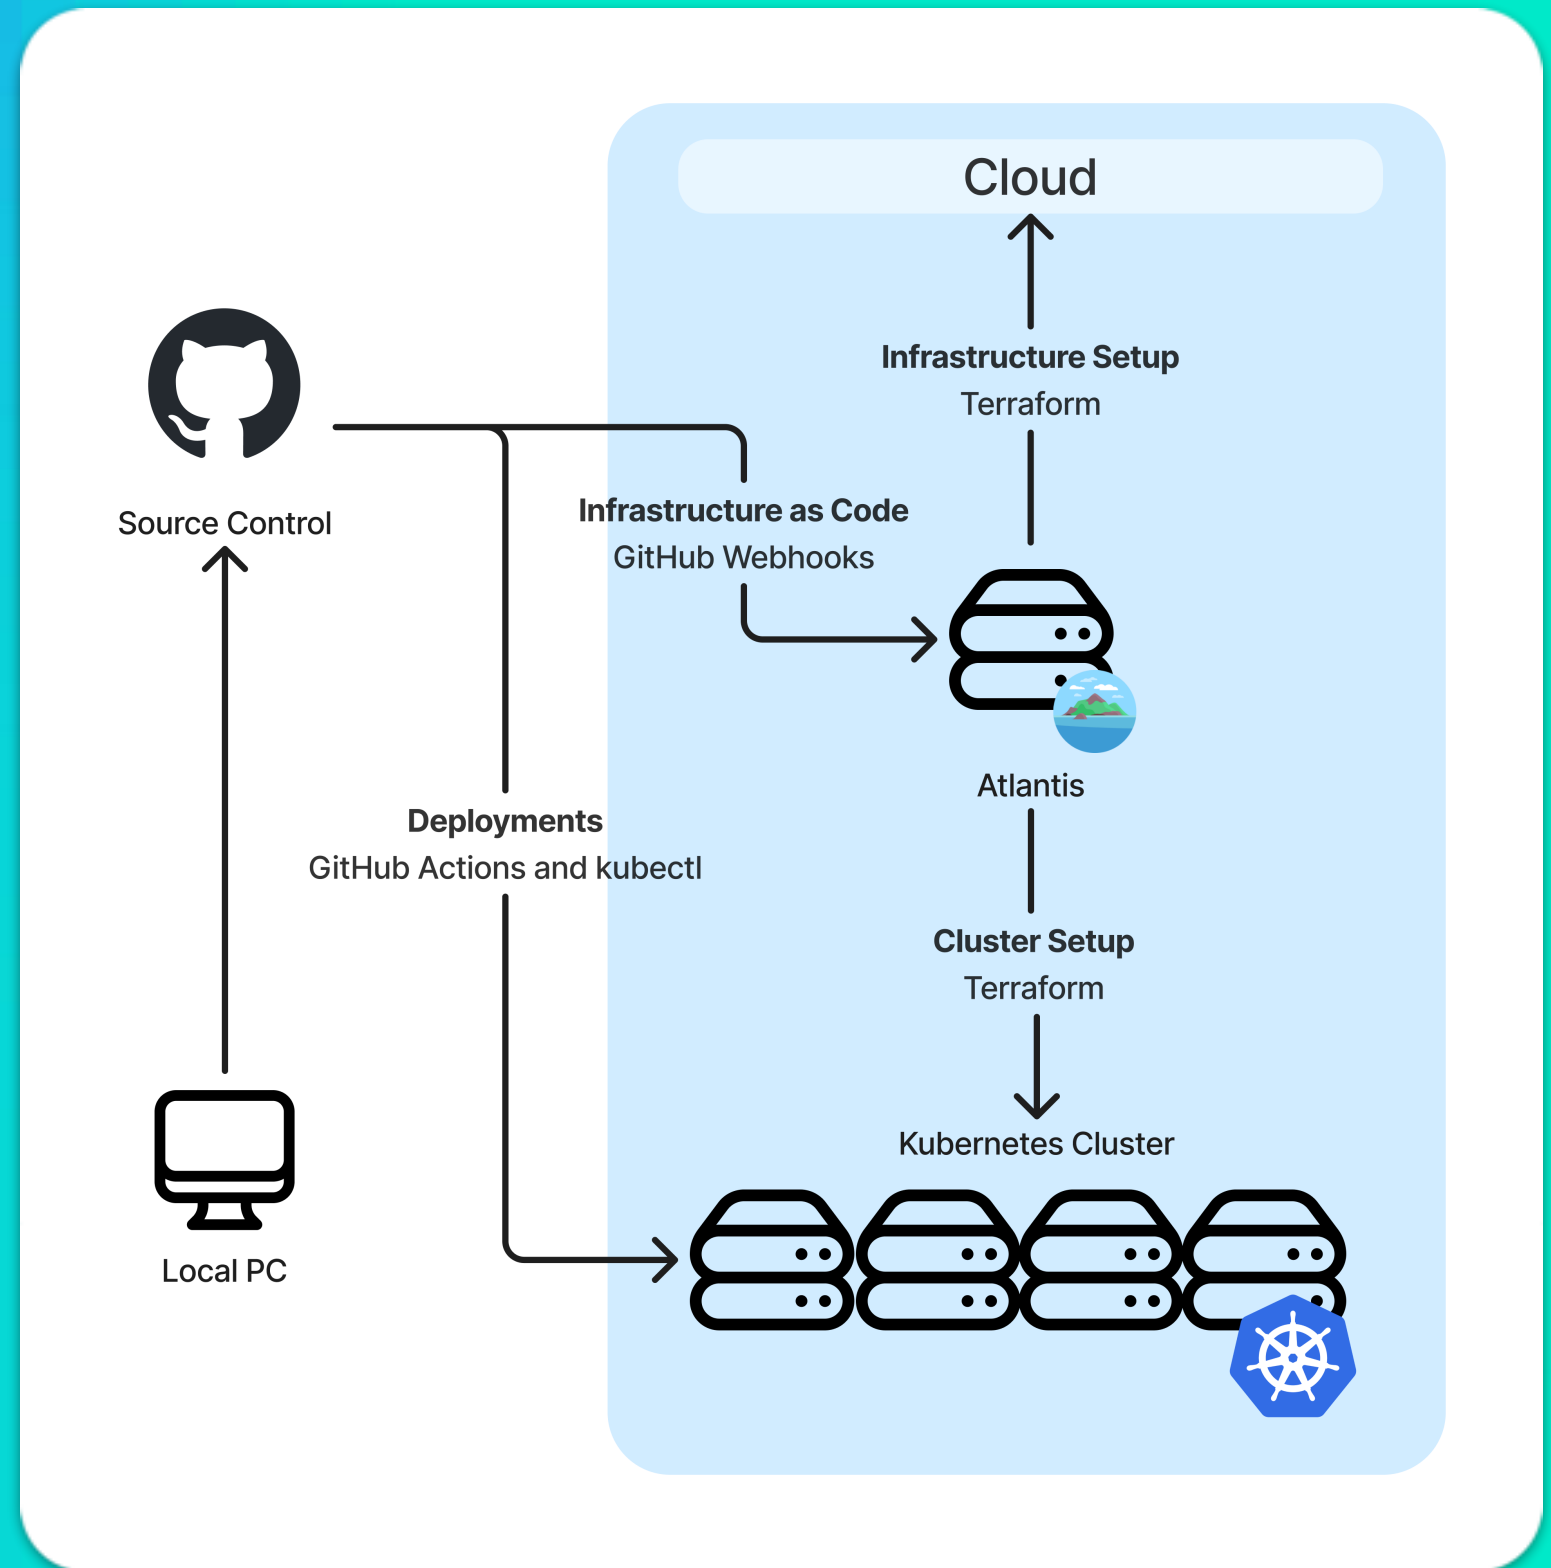 Cloud
Infrastructure Setup
Terraform
Source Control
Infrastructure as Code
GitHub Webhooks
Atlantis
Deployments
GitHub Actions and kubectl
Cluster Setup
Terraform
Kubernetes Cluster
Local PC